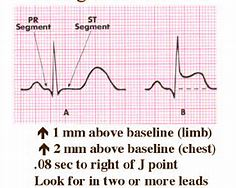 PR ST
Segment Segment
A B
⬆ 1 mm above baseline (limb)
⬆ 2 mm above baseline (chest)
.08 sec to right of J point
Look for in two or more leads